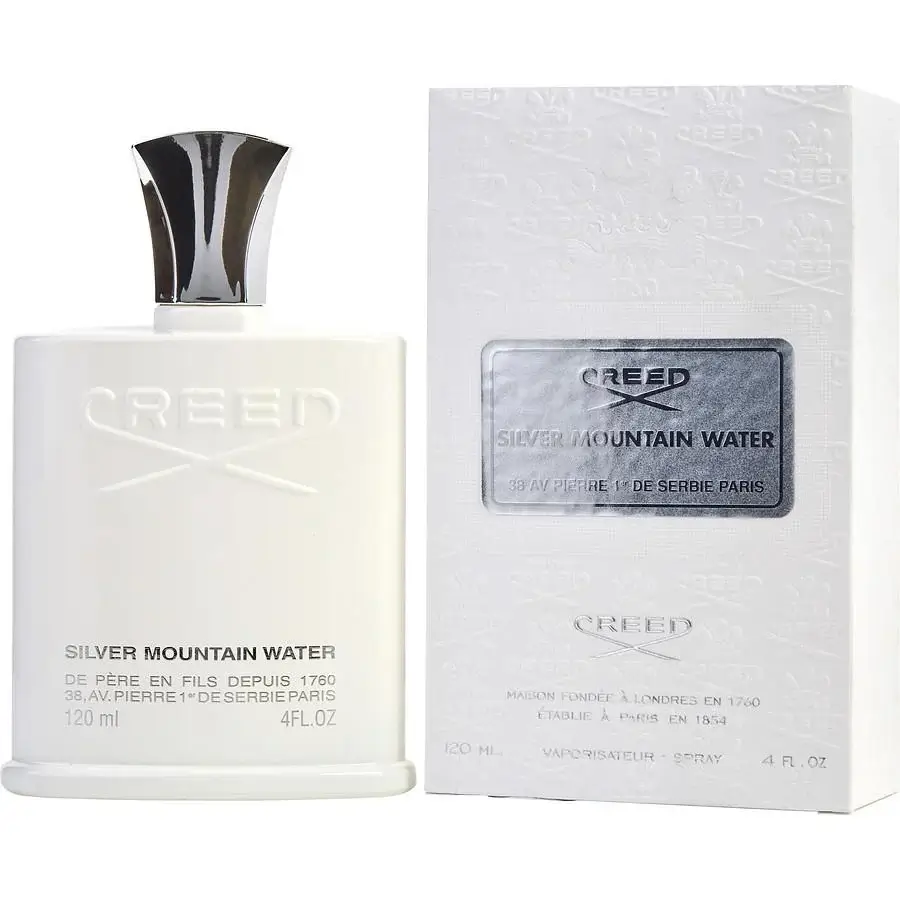 CREED
SILVER MOUNTAIN WATER
DE PÈRE EN FILS DEPUIS 1760
38, AV. PIERRE 1er DE SERBIE PARIS
120 ml 4FL.OZ
CREED
SILVER MOUNTAIN WATER
38 AV PIERRE 1er DE SERBIE PARIS
CREED
MAISON FONDÉE À LONDRES EN 1760
ÉTABLIE À PARIS EN 1854
120 ML. VAPORISATEUR - SPRAY 4 FL.OZ